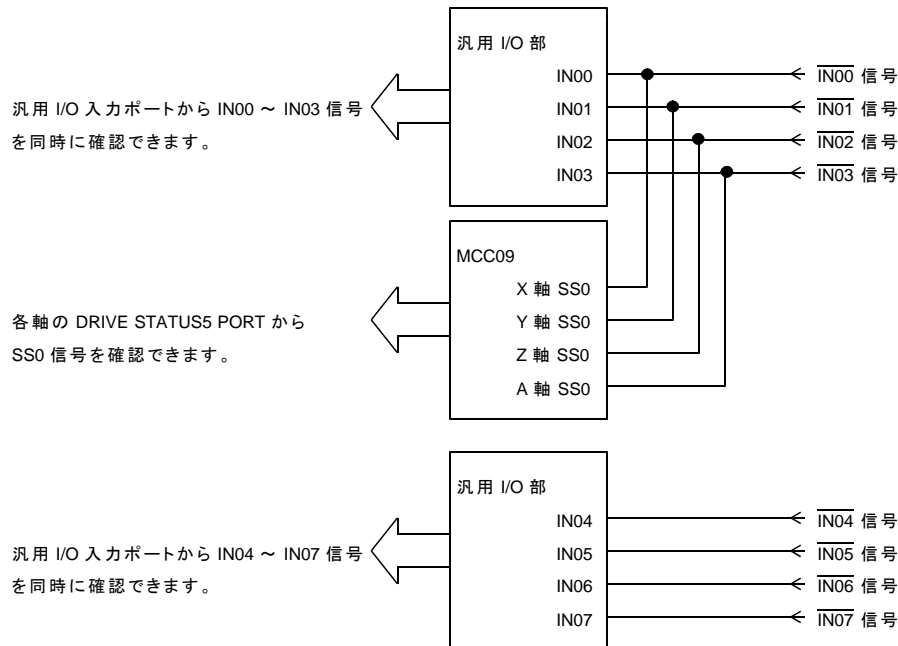 汎用 I/O 部
IN00
IN01
IN02
IN03
IN00 信号
IN01 信号
IN02 信号
IN03 信号
汎用 I/O 入力ポートから IN00 ～ IN03 信号
を同時に確認できます。
MCC09
X 軸 SS0
Y 軸 SS0
Z 軸 SS0
A 軸 SS0
各軸の DRIVE STATUS5 PORT から
SS0 信号を確認できます。
汎用 I/O 部
IN04
IN05
IN06
IN07
IN04 信号
IN05 信号
IN06 信号
IN07 信号
汎用 I/O 入力ポートから IN04 ～ IN07 信号
を同時に確認できます。